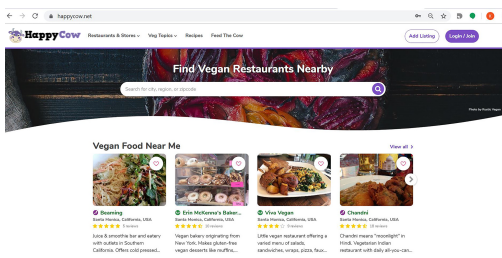 happycow.net
HappyCow
Restaurants & Stores
Veg Topics
Recipes
Feed The Cow
Add Listing
Login / Join
Find Vegan Restaurants Nearby
Search for city, region, or zipcode
Photo by Rustic Vegan
Vegan Food Near Me
View all
Beaming
Santa Monica, California, USA
reviews
Juice & smoothie bar and eatery
with outlets in Southern
California. Offers cold pressed...
Erin McKenna's Baker...
Santa Monica, California, USA
reviews
Vegan bakery originating from
New York. Makes gluten-free
vegan desserts like muffins...
Viva Vegan
Santa Monica, California, USA
reviews
Little vegan restaurant offering a
varied menu of salads,
sandwiches, wraps, pizza, faux...
Chandni
Santa Monica, California, USA
reviews
Chandni means "moonlight" in
Hindi. Vegetarian Indian
restaurant with daily all-you-can...